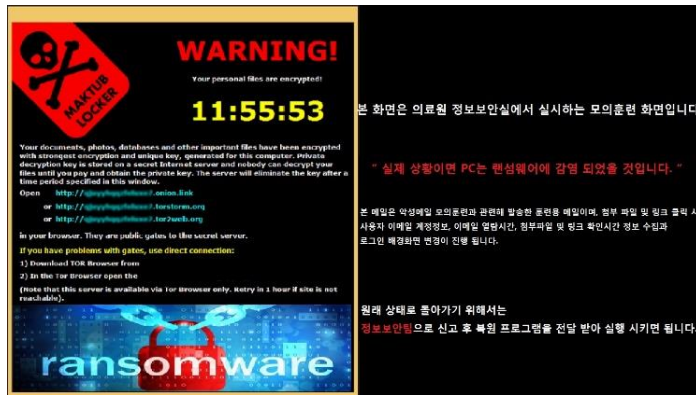 MAKTUB
LOCKER
WARNING!
Your personal files are encrypted!
11:55:53
Your documents, photos, databases and other important files have been encrypted
with strongest encryption and unique key, generated for this computer. Private
decryption key is stored on a secret Internet server and nobody can decrypt your
files until you pay and obtain the private key. The server will eliminate the key after a
time period specified in this window.
Open http:// .onion.link
or http:// .torstorm.org
or http:// .tor2web.org
in your browser. They are public gates to the secret server.
If you have problems with gates, use direct connection:
1) Download TOR Browser from
2) In the Tor Browser open the
(Note that this server is available via Tor Browser only. Retry in 1 hour if site is not
reachable).
ransomware
본 화면은 의료원 정보보안실에서 실시하는 모의훈련 화면입니다
" 실제 상황이면 PC는 랜섬웨어에 감염 되었을 것입니다. "
본 메일은 악성메일 모의훈련과 관련해 발송한 훈련용 메일이며, 첨부 파일 및 링크 클릭 시
사용자 이메일 계정정보, 이메일 열람시간, 첨부파일 및 링크 확인시간 정보 수집과
로그인 배경화면 변경이 진행 됩니다.
원래 상태로 돌아가기 위해서는
정보보안팀으로 신고 후 복원 프로그램을 전달 받아 실행 시키면 됩니다.